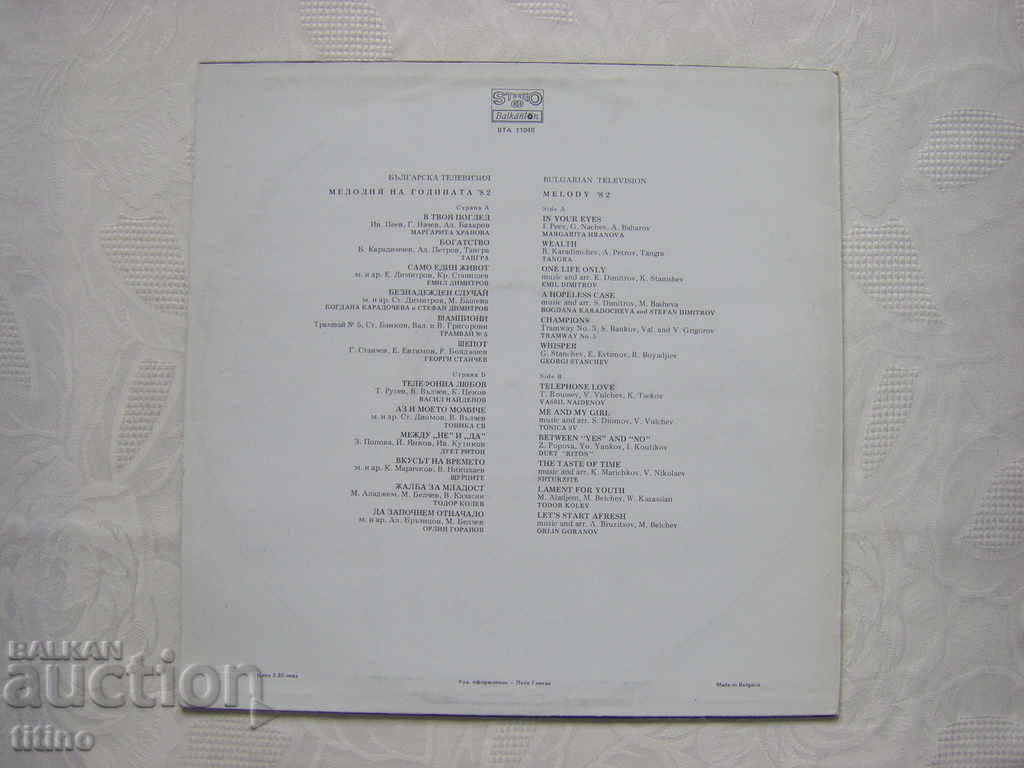 STEREO
Balkanton
ВТА 11040
БЪЛГАРСКА ТЕЛЕВИЗИЯ
МЕЛОДИЯ НА ГОДИНАТА '82
Страна А
В ТВОЯ ПОГЛЕД
Ив. Пеев, Г. Начев, Ал. Бахаров
МАРГАРИТА ХРАНОВА
БОГАТСТВО
Б. Карадимчев, Ал. Петров, Тангра
ТАНГРА
САМО ЕДИН ЖИВОТ
м. и ар. Е. Димитров, Кр. Станишев
ЕМИЛ ДИМИТРОВ
БЕЗНАДЕЖДЕН СЛУЧАЙ
м. и ар. Ст. Димитров, М. Башева
БОГДАНА КАРАДОЧЕВА и СТЕФАН ДИМИТРОВ
ШАМПИОНИ
Трамвай № 5, Ст. Банков, Вал. и В. Григорови
ТРАМВАЙ № 5
ШЕПОТ
Г. Станчев, Е. Евтимов, Р. Бояджиев
ГЕОРГИ СТАНЧЕВ
Страна Б
ТЕЛЕФОННА ЛЮБОВ
Т. Русев, В. Вълчев, К. Цеков
ВАСИЛ НАЙДЕНОВ
АЗ И МОЕТО МОМИЧЕ
м. и ар. Ст. Диомов, В. Вълчев
ТОНИКА СВ
МЕЖДУ „НЕ" И „ДА"
З. Попова, Й. Янков, Ив. Кутиков
ДУЕТ РИТОН
ВКУСЪТ НА ВРЕМЕТО
м. и ар. К. Маричков, В. Николаев
ЩУРЦИТЕ
ЖАЛБА ЗА МЛАДОСТ
М. Аладжем, М. Белчев, В. Казасян
ТОДОР КОЛЕВ
ДА ЗАПОЧНЕМ ОТНАЧАЛО
м. и ар. Ал. Бръзицов, М. Белчев
ОРЛИН ГОРАНОВ
BULGARIAN TELEVISION
MELODY '82
Side A
IN YOUR EYES
I. Peev, G. Nachev, A. Baharov
MARGARITA HRANOVA
WEALTH
B. Karadimchev, A. Petrov, Tangra
TANGRA
ONE LIFE ONLY
music and arr. E. Dimitrov, K. Stanishev
EMIL DIMITROV
A HOPELESS CASE
music and arr. S. Dimitrov, M. Basheva
BOGDANA KARADOCHEVA and STEFAN DIMITROV
CHAMPIONS
Tramway No. 5, S. Bankov, Val. and V. Grigorov
TRAMWAY No. 5
WHISPER
G. Stanchev, E. Evtimov, R. Boyadjiev
GEORGI STANCHEV
Side B
TELEPHONE LOVE
T. Roussev, V. Vulchev, K. Tsekov
VASSIL NAIDENOV
ME AND MY GIRL
music and arr. S. Diomov, V. Vulchev
TONICA SV
BETWEEN "YES" AND "NO"
Z. Popova, Yo. Yankov, I. Koutikov
DUET "RITON"
THE TASTE OF TIME
music and arr. K. Marichkov, V. Nikolaev
SHTURZITE
LAMENT FOR YOUTH
M. Aladjem, M. Belchev, W. Kazassian
TODOR KOLEV
LET'S START AFRESH
music and arr. A. Bruzitsov, M. Belchev
ORLIN GORANOV
Худ. оформление —
Made in Bulgaria
BALKAN
auction
titino